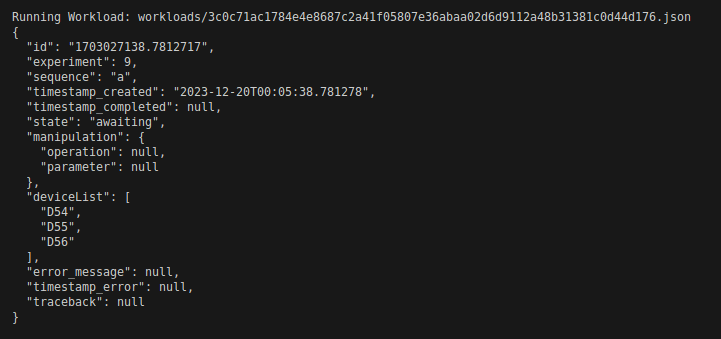 Running Workload: workloads/3c0c71ac1784e4e8687c2a41f05807e36abaa02d6d9112a48b31381c0d44d176.json
{
  "id": "1703027138.7812717",
  "experiment": 9,
  "sequence": "a",
  "timestamp_created": "2023-12-20T00:05:38.781278",
  "timestamp_completed": null,
  "state": "awaiting",
  "manipulation": {
    "operation": null,
    "parameter": null
  },
  "deviceList": [
    "D54",
    "D55",
    "D56"
  ],
  "error_message": null,
  "timestamp_error": null,
  "traceback": null
}